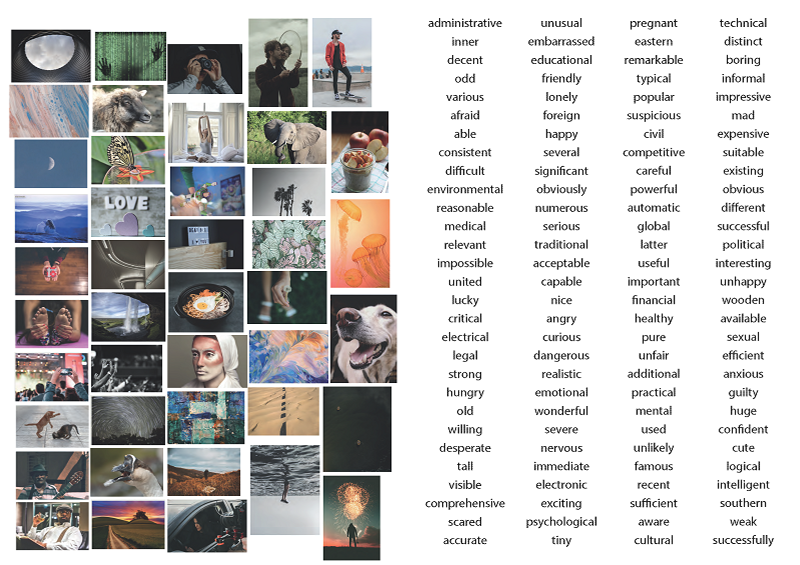 LOVE
administrative unusual pregnant technical
inner embarrassed eastern distinct
decent educational remarkable boring
odd friendly typical informal
various lonely popular impressive
afraid foreign suspicious mad
able happy civil expensive
consistent several competitive suitable
difficult significant careful existing
environmental obviously powerful obvious
reasonable numerous automatic different
medical serious global successful
relevant traditional latter political
impossible acceptable useful interesting
united capable important unhappy
lucky nice financial wooden
critical angry healthy available
electrical curious pure sexual
legal dangerous unfair efficient
strong realistic additional anxious
hungry emotional practical guilty
old wonderful mental huge
willing severe used confident
desperate nervous unlikely cute
tall immediate famous logical
visible electronic recent intelligent
comprehensive exciting sufficient southern
scared psychological aware weak
accurate tiny cultural successfully